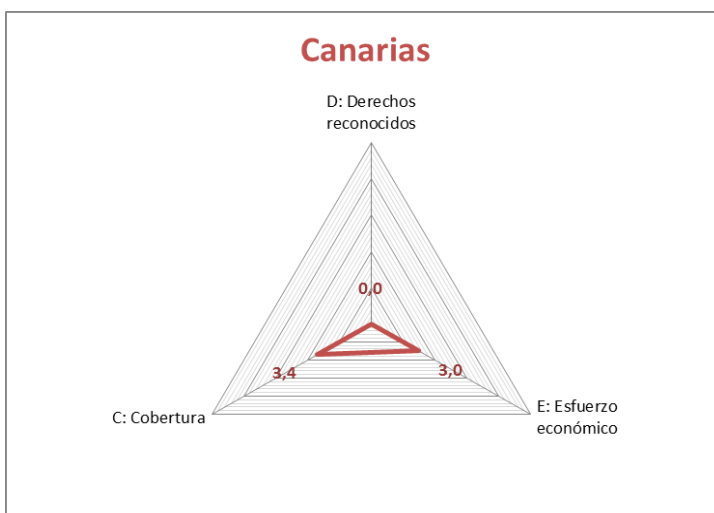 Canarias
D: Derechos
reconocidos
0,0
3,4
3,0
C: Cobertura
E: Esfuerzo
económico